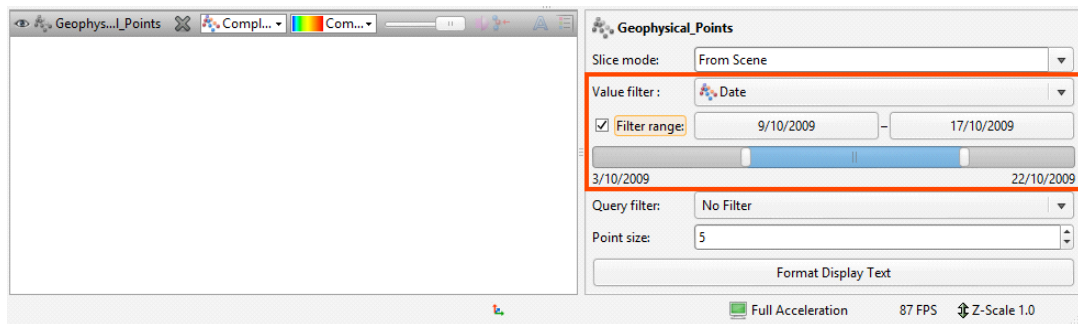 Geophys...l_Points
Compl...
Com...
Geophysical_Points
Slice mode: From Scene
Value filter : Date
Filter range: 9/10/2009 – 17/10/2009
3/10/2009 22/10/2009
Query filter: No Filter
Point size: 5
Format Display Text
Full Acceleration 87 FPS Z-Scale 1.0